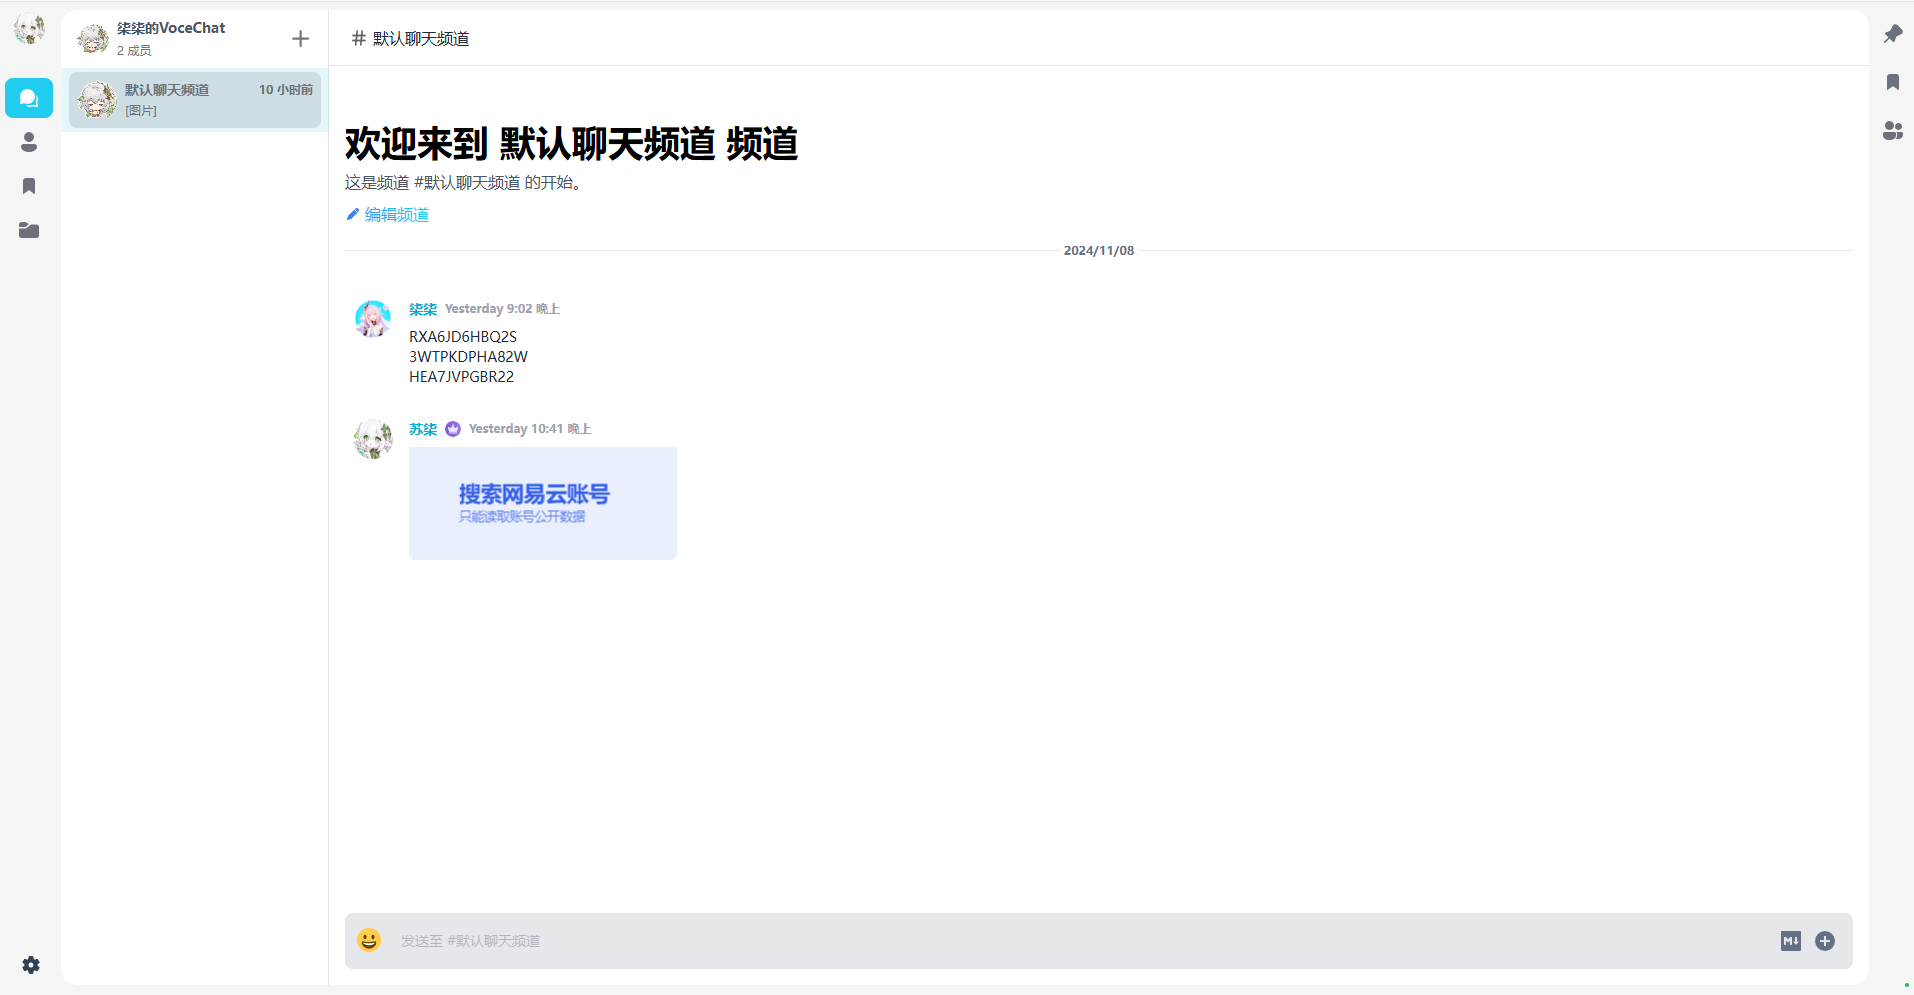 柒柒的VoceChat
2 成员
默认聊天频道
10 小时前
[图片]
# 默认聊天频道
欢迎来到 默认聊天频道 频道
这是频道 #默认聊天频道 的开始。
编辑频道
2024/11/08
柒柒 Yesterday 9:02 晚上
RXA6JD6HBQ2S
3WTPKDPHA82W
HEA7JVPGBR22
苏柒 Yesterday 10:41 晚上
搜索网易云账号
只能读取账号公开数据
发送至 #默认聊天频道
M↓